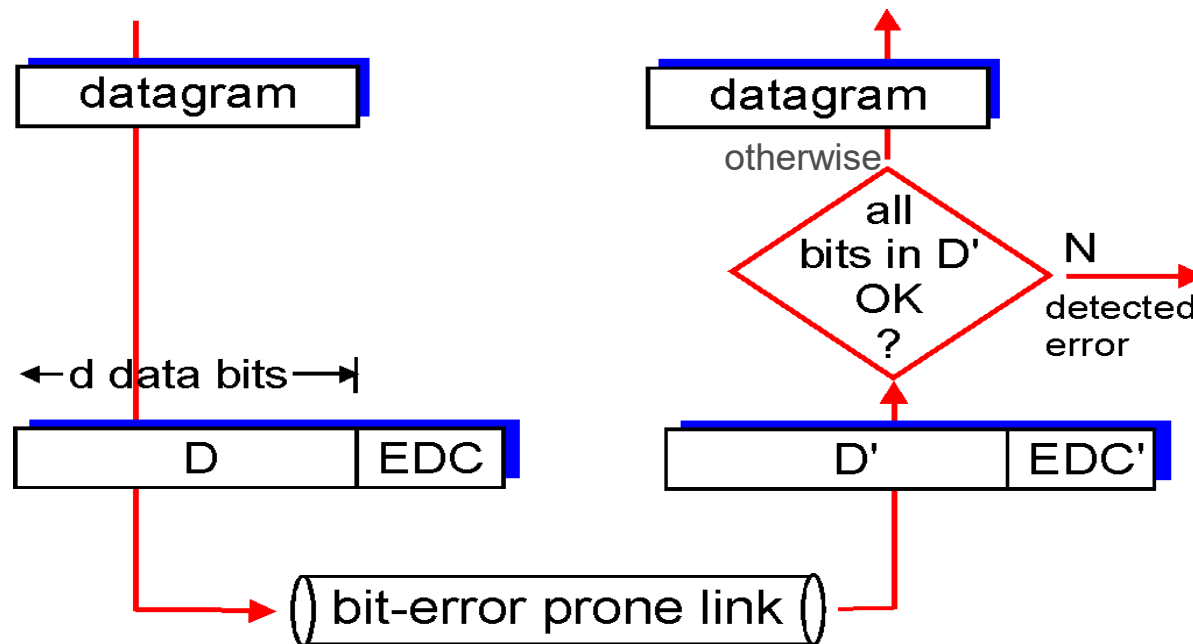 datagram
datagram
otherwise
all
bits in D'
OK
?
N
detected
error
d data bits
D
EDC
D'
EDC'
bit-error prone link